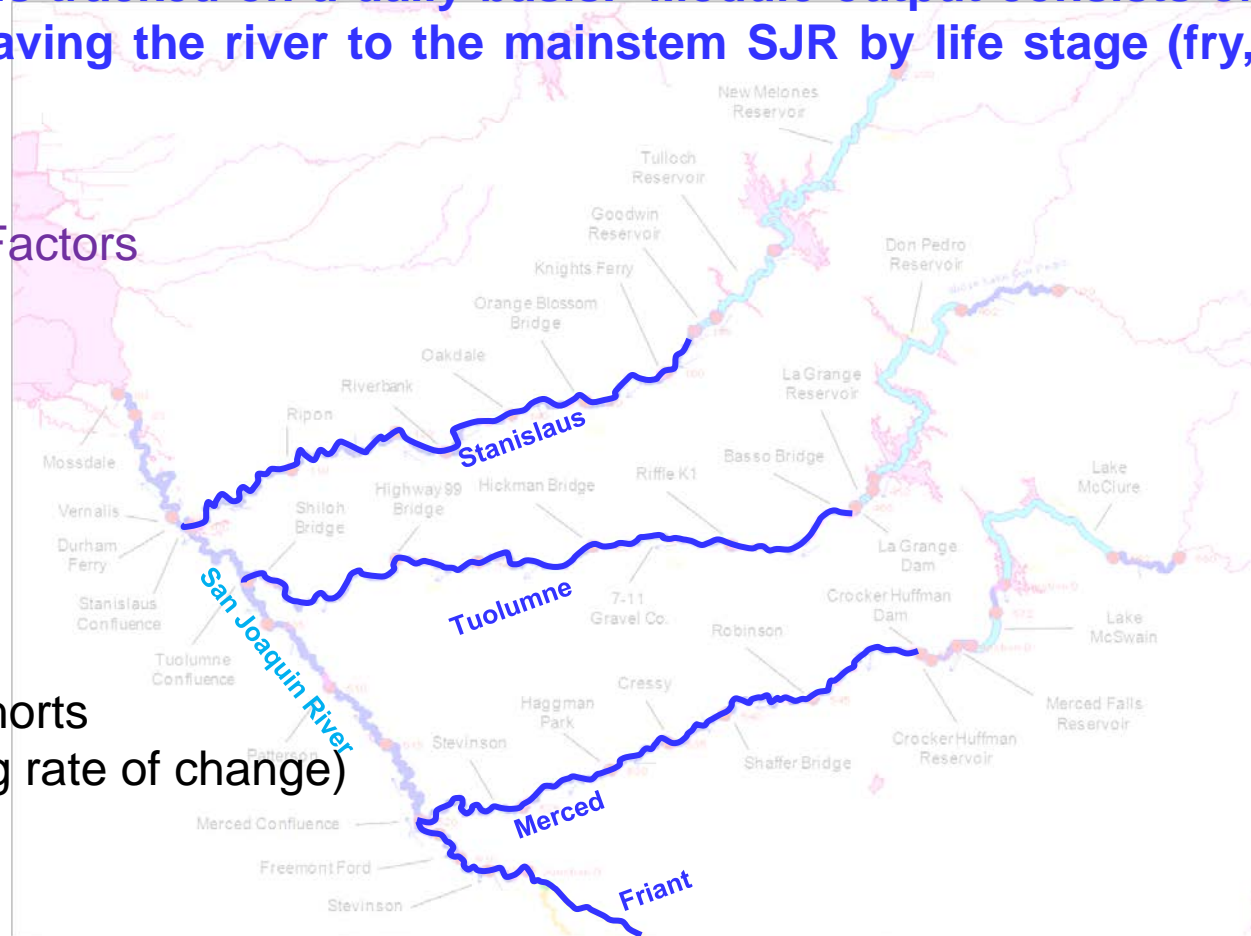 aving the river to the mainstem SJR by life stage (fry,
New Melones
Reservoir
Tulloch
Reservoir
Goodwin
Reservoir
Factors
Don Pedro
Reservoir
Knights Ferry
Orange Blossom
Bridge
Oakdale
La Grange
Reservoir
Riverbank
Ripon
Stanislaus
Basso Bridge
Mossdale
Riffle K1
Lake
McClure
Highway 99
Bridge
Hickman Bridge
Vernalis
Shiloh
Bridge
Durham
Ferry
La Grange
Dam
San Joaquin River
Stanislaus
Confluence
Tuolumne
7-11
Gravel Co.
Crocker Huffman
Dam
Robinson
Lake
McSwain
Tuolumne
Confluence
Cressy
Haggman
Park
Merced Falls
Reservoir
horts
Patterson
Stevinson
Crocker Huffman
Reservoir
g rate of change)
Shaffer Bridge
Merced
Merced Confluence
Freemont Ford
Friant
Stevinson